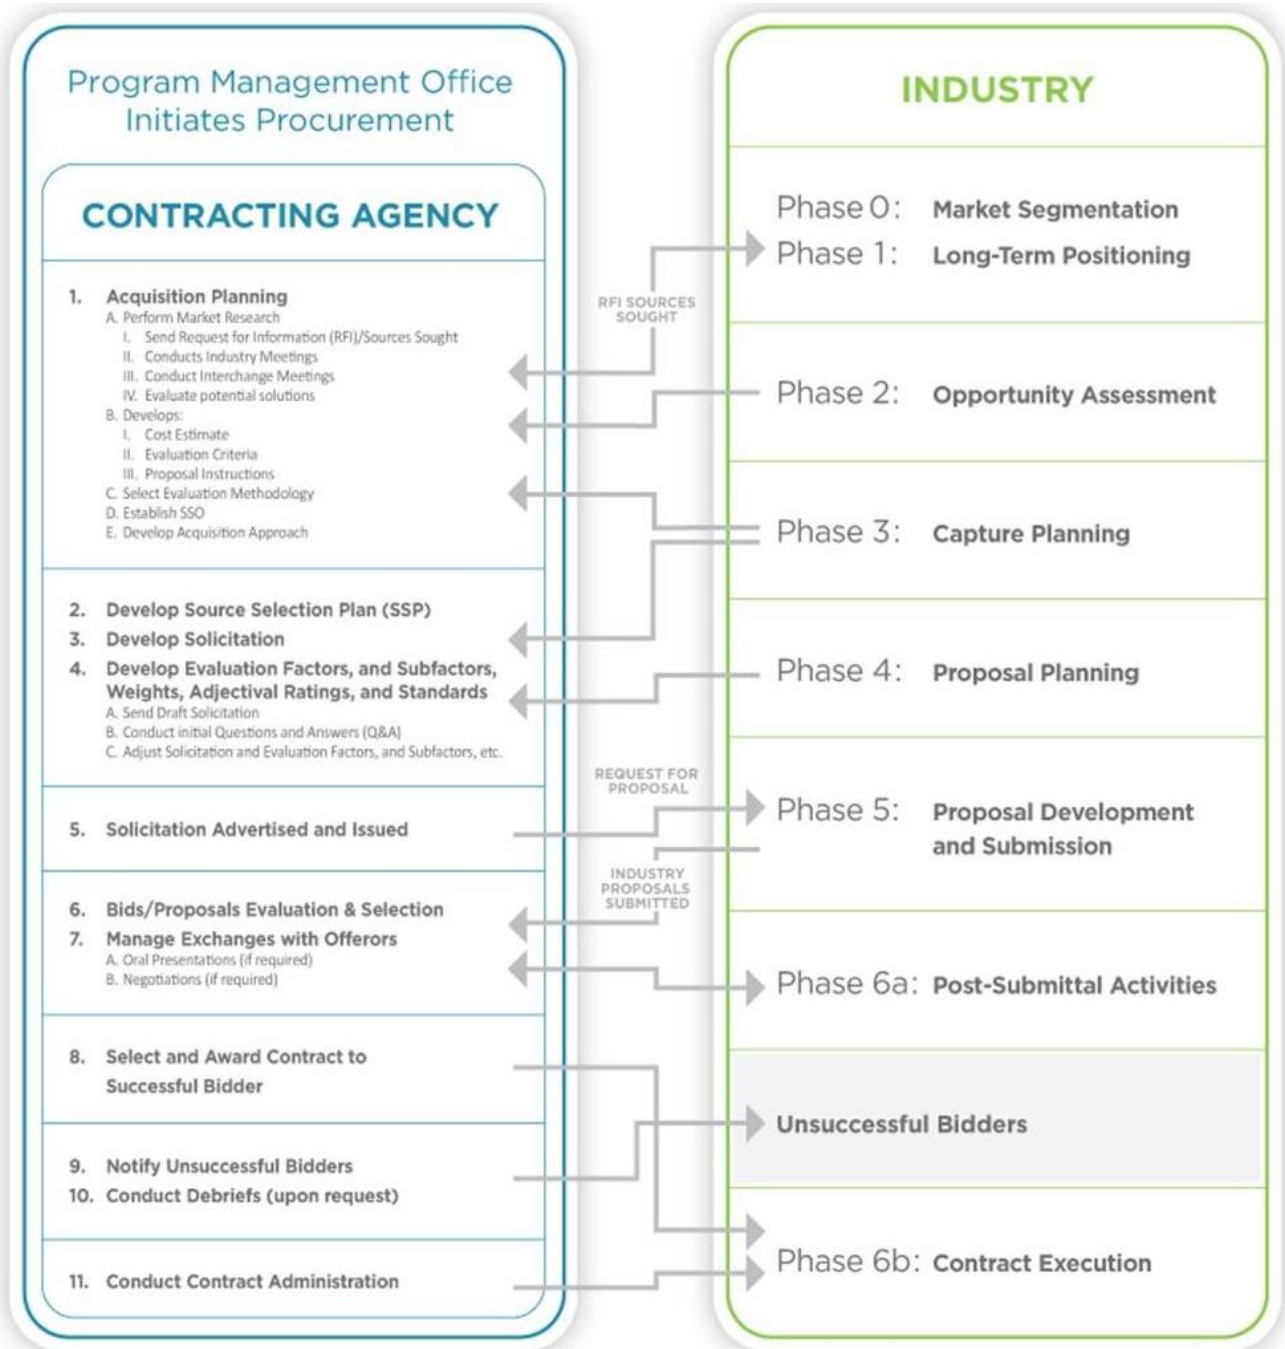 Program Management Office
Initiates Procurement
CONTRACTING AGENCY
1. Acquisition Planning
A. Perform Market Research
I. Send Request for Information (RFI)/Sources Sought
II. Conducts Industry Meetings
III. Conduct Interchange Meetings
IV. Evaluate potential solutions
B. Develops:
I. Cost Estimate
II. Evaluation Criteria
III. Proposal Instructions
C. Select Evaluation Methodology
D. Establish SSO
E. Develop Acquisition Approach
2. Develop Source Selection Plan (SSP)
3. Develop Solicitation
4. Develop Evaluation Factors, and Subfactors,
Weights, Adjectival Ratings, and Standards
A. Send Draft Solicitation
B. Conduct initial Questions and Answers (Q&A)
C. Adjust Solicitation and Evaluation Factors, and Subfactors, etc.
5. Solicitation Advertised and Issued
6. Bids/Proposals Evaluation & Selection
7. Manage Exchanges with Offerors
A. Oral Presentations (if required)
B. Negotiations (if required)
8. Select and Award Contract to
Successful Bidder
9. Notify Unsuccessful Bidders
10. Conduct Debriefs (upon request)
11. Conduct Contract Administration
RFI SOURCES
SOUGHT
REQUEST FOR
PROPOSAL
INDUSTRY
PROPOSALS
SUBMITTED
INDUSTRY
Phase 0: Market Segmentation
Phase 1: Long-Term Positioning
Phase 2: Opportunity Assessment
Phase 3: Capture Planning
Phase 4: Proposal Planning
Phase 5: Proposal Development
and Submission
Phase 6a: Post-Submittal Activities
Unsuccessful Bidders
Phase 6b: Contract Execution